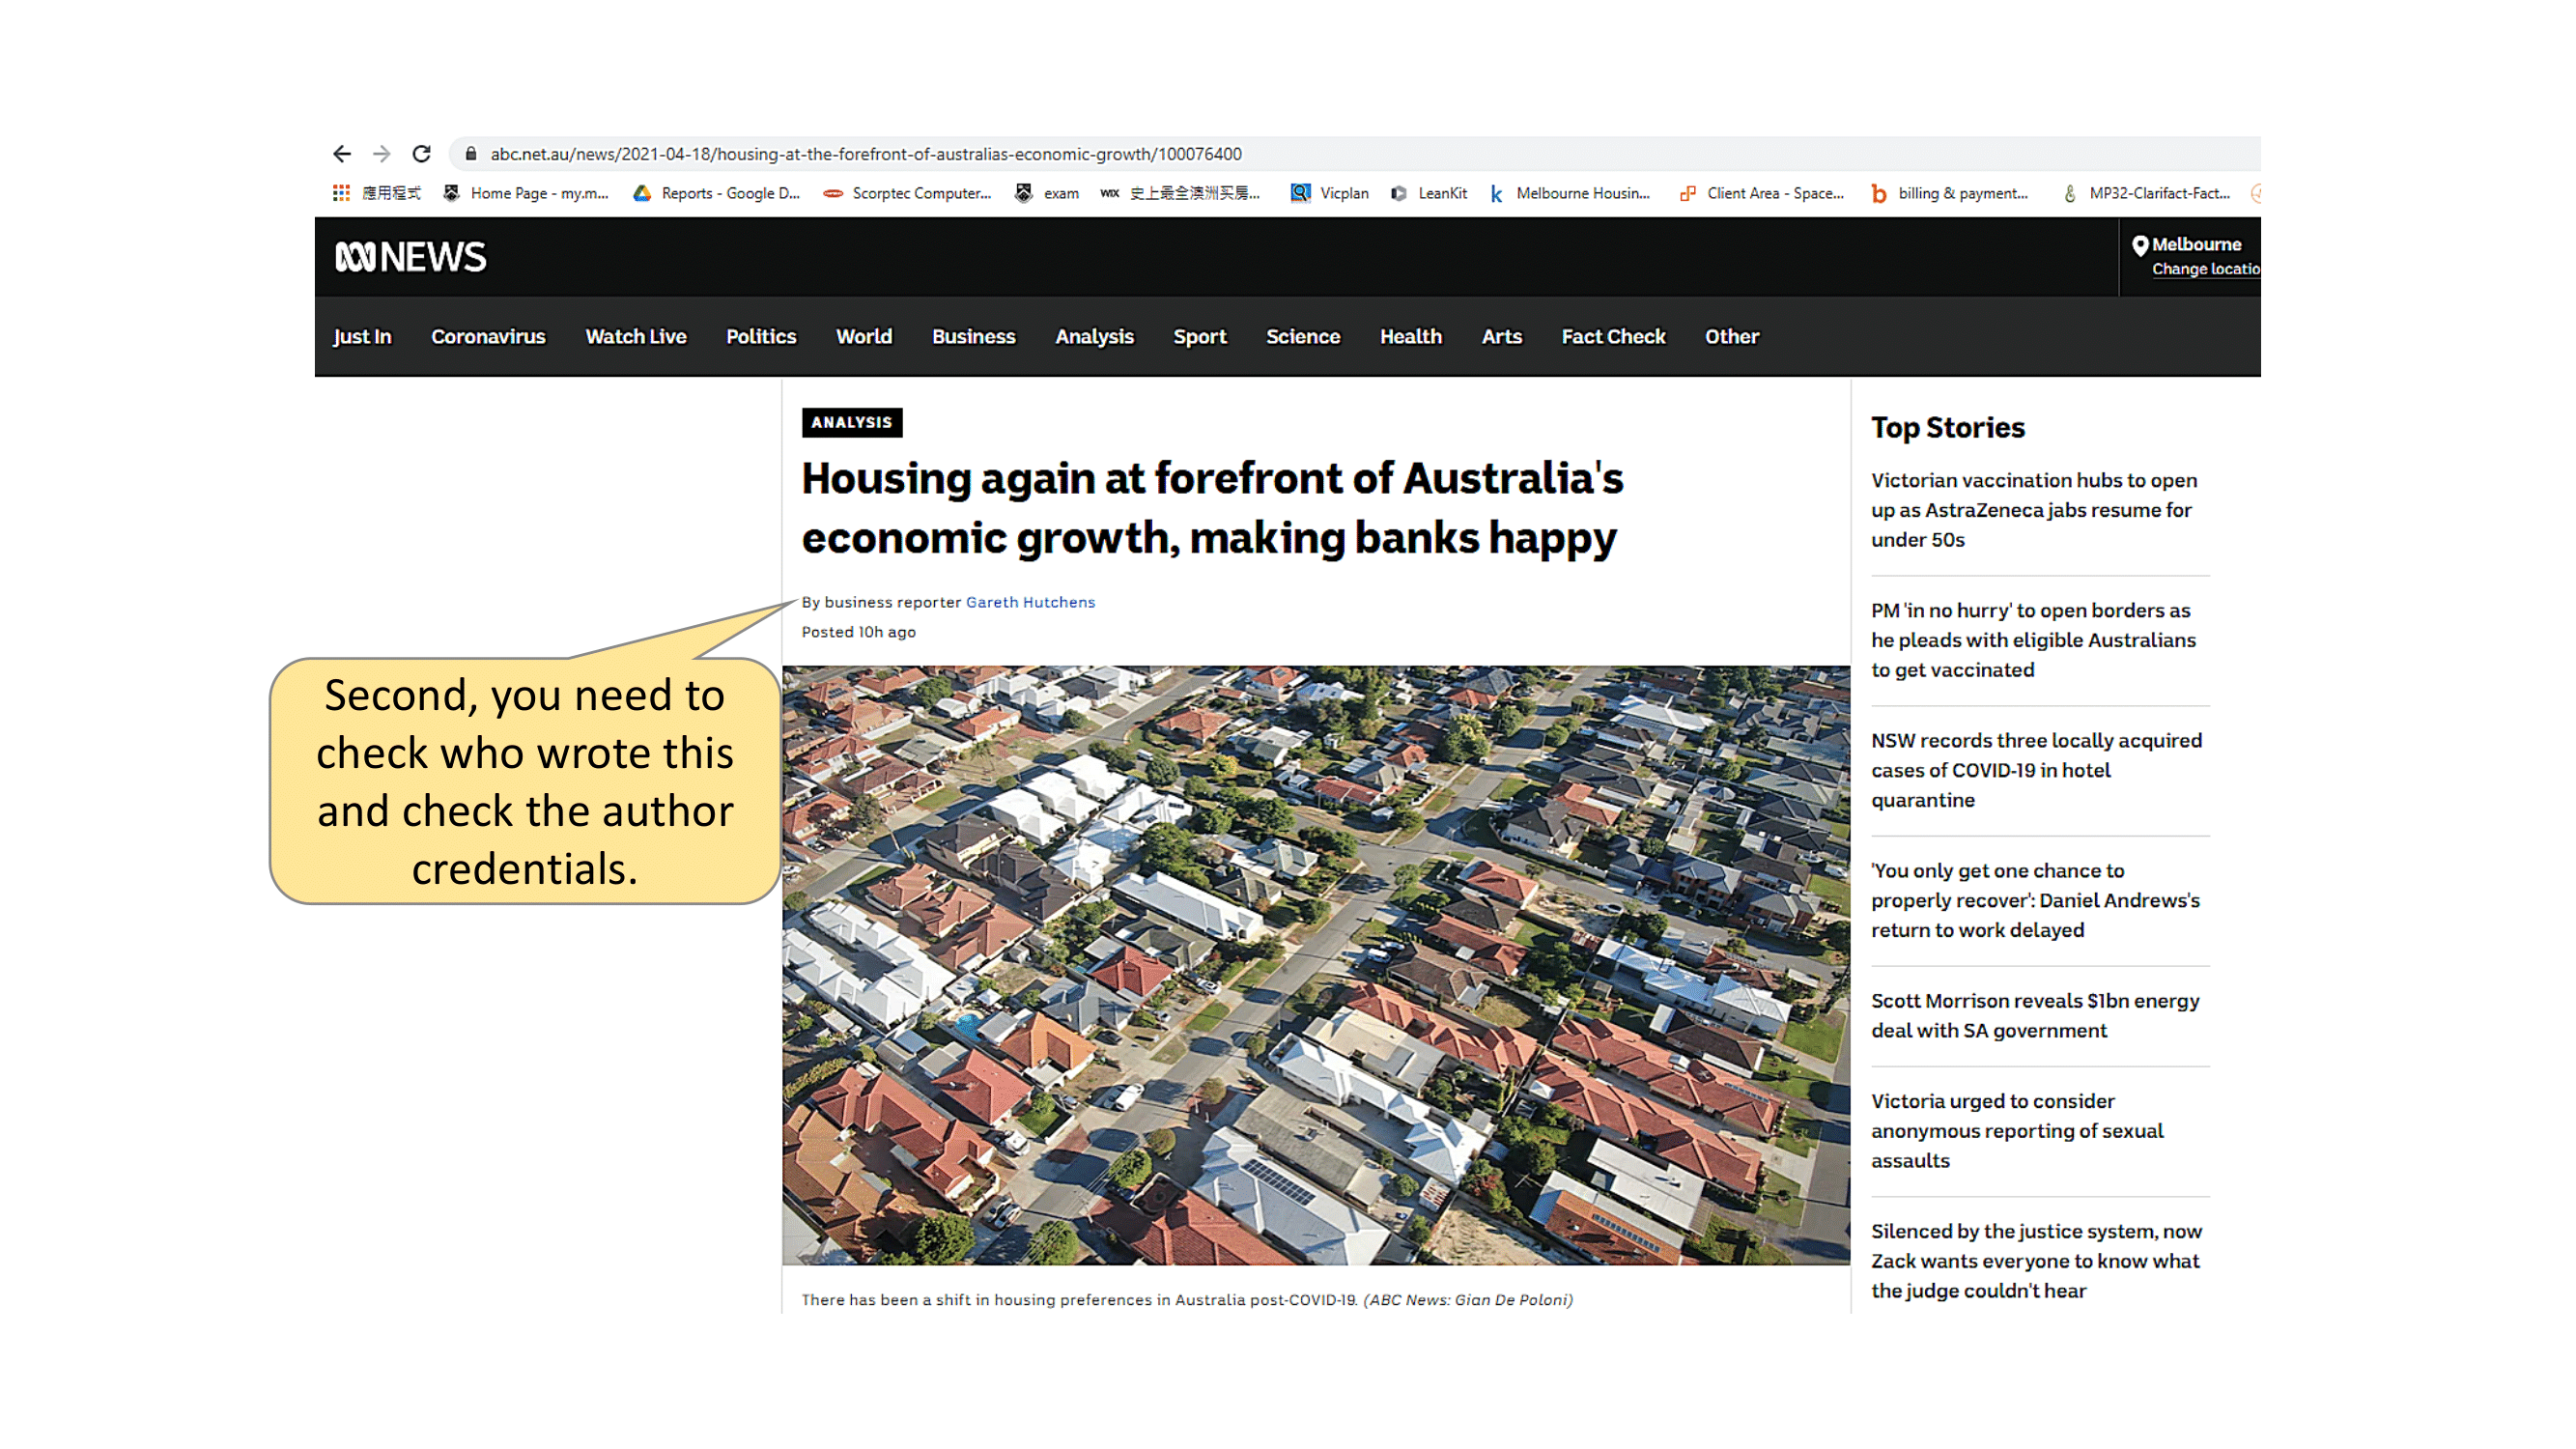 abc.net.au/news/2021-04-18/housing-at-the-forefront-of-australias-economic-growth/100076400
應用程式 Home Page - my.m... Reports - Google D... Scorptec Computer... exam WIX 史上最全澳洲买房... Vicplan LeanKit k Melbourne Housin... Client Area - Space... b billing & payment... MP32-Clarifact-Fact...
NEWS
Melbourne
Change locatio
Just In Coronavirus Watch Live Politics World Business Analysis Sport Science Health Arts Fact Check Other
ANALYSIS
Housing again at forefront of Australia's
economic growth, making banks happy
By business reporter Gareth Hutchens
Posted 10h ago
Second, you need to
check who wrote this
and check the author
credentials.
There has been a shift in housing preferences in Australia post-COVID-19. (ABC News: Gian De Poloni)
Top Stories
Victorian vaccination hubs to open
up as AstraZeneca jabs resume for
under 50s
PM 'in no hurry' to open borders as
he pleads with eligible Australians
to get vaccinated
NSW records three locally acquired
cases of COVID-19 in hotel
quarantine
'You only get one chance to
properly recover': Daniel Andrews's
return to work delayed
Scott Morrison reveals $1bn energy
deal with SA government
Victoria urged to consider
anonymous reporting of sexual
assaults
Silenced by the justice system, now
Zack wants everyone to know what
the judge couldn't hear